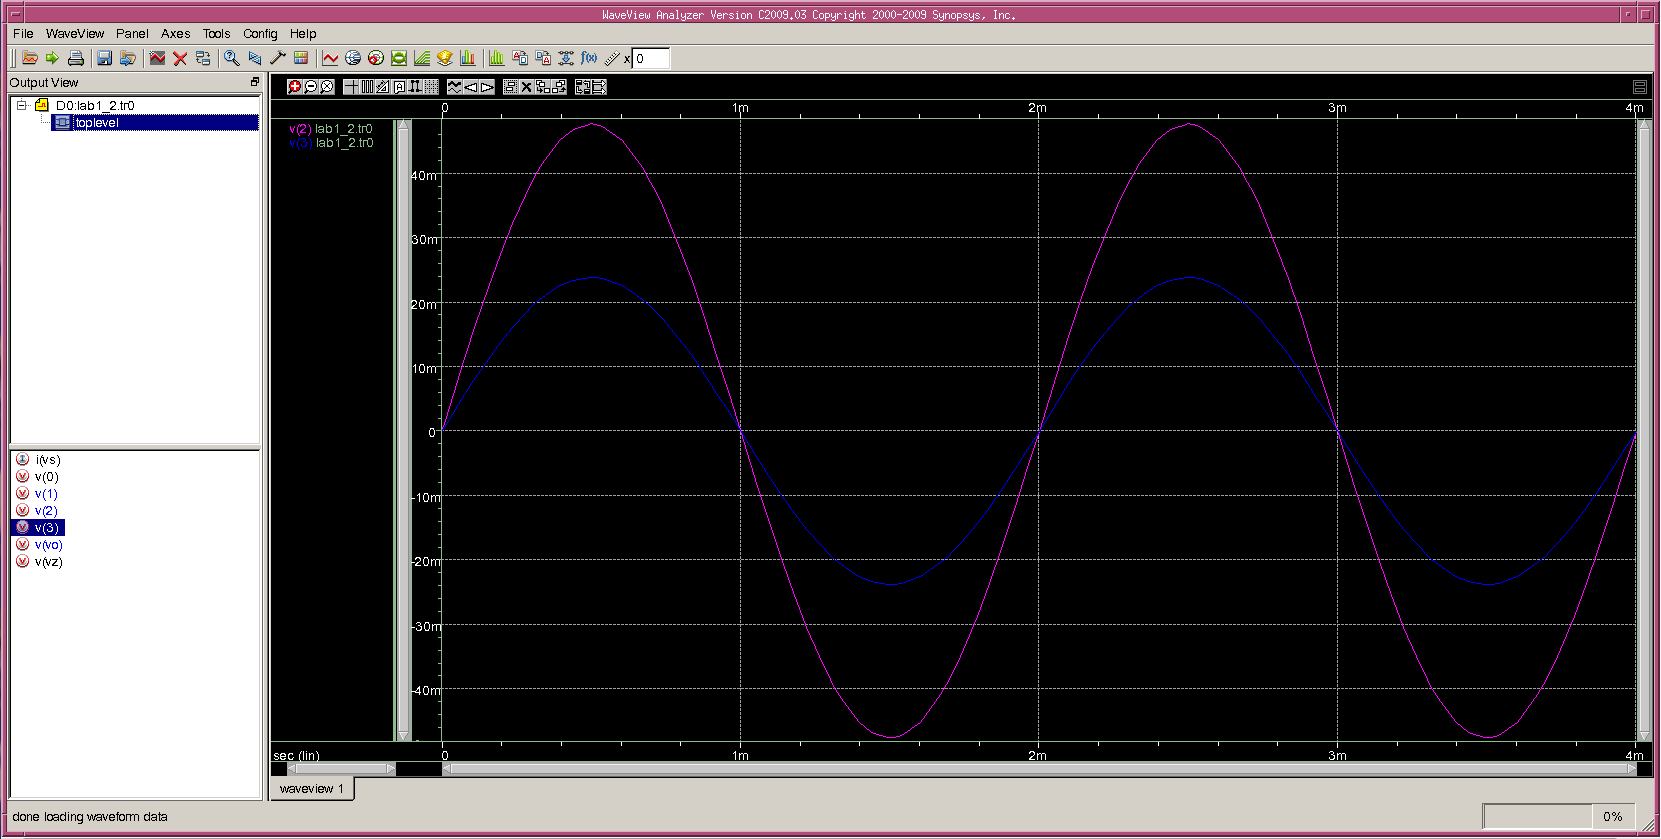 WaveView Analyzer Version C2009.03 Copyright 2000-2009 Synopsys, Inc.
File WaveView Panel Axes Tools Config Help
f(x) x 0
Output View
D0:lab1_2.tr0
toplevel
0 1m 2m 3m 4m
v(2) lab1_2.tr0
v(3) lab1_2.tr0
40m
30m
20m
10m
0
-10m
-20m
-30m
-40m
i(vs)
v(0)
v(1)
v(2)
v(3)
v(vo)
v(vz)
sec (lin) 0 1m 2m 3m 4m
waveview 1
done loading waveform data 0%